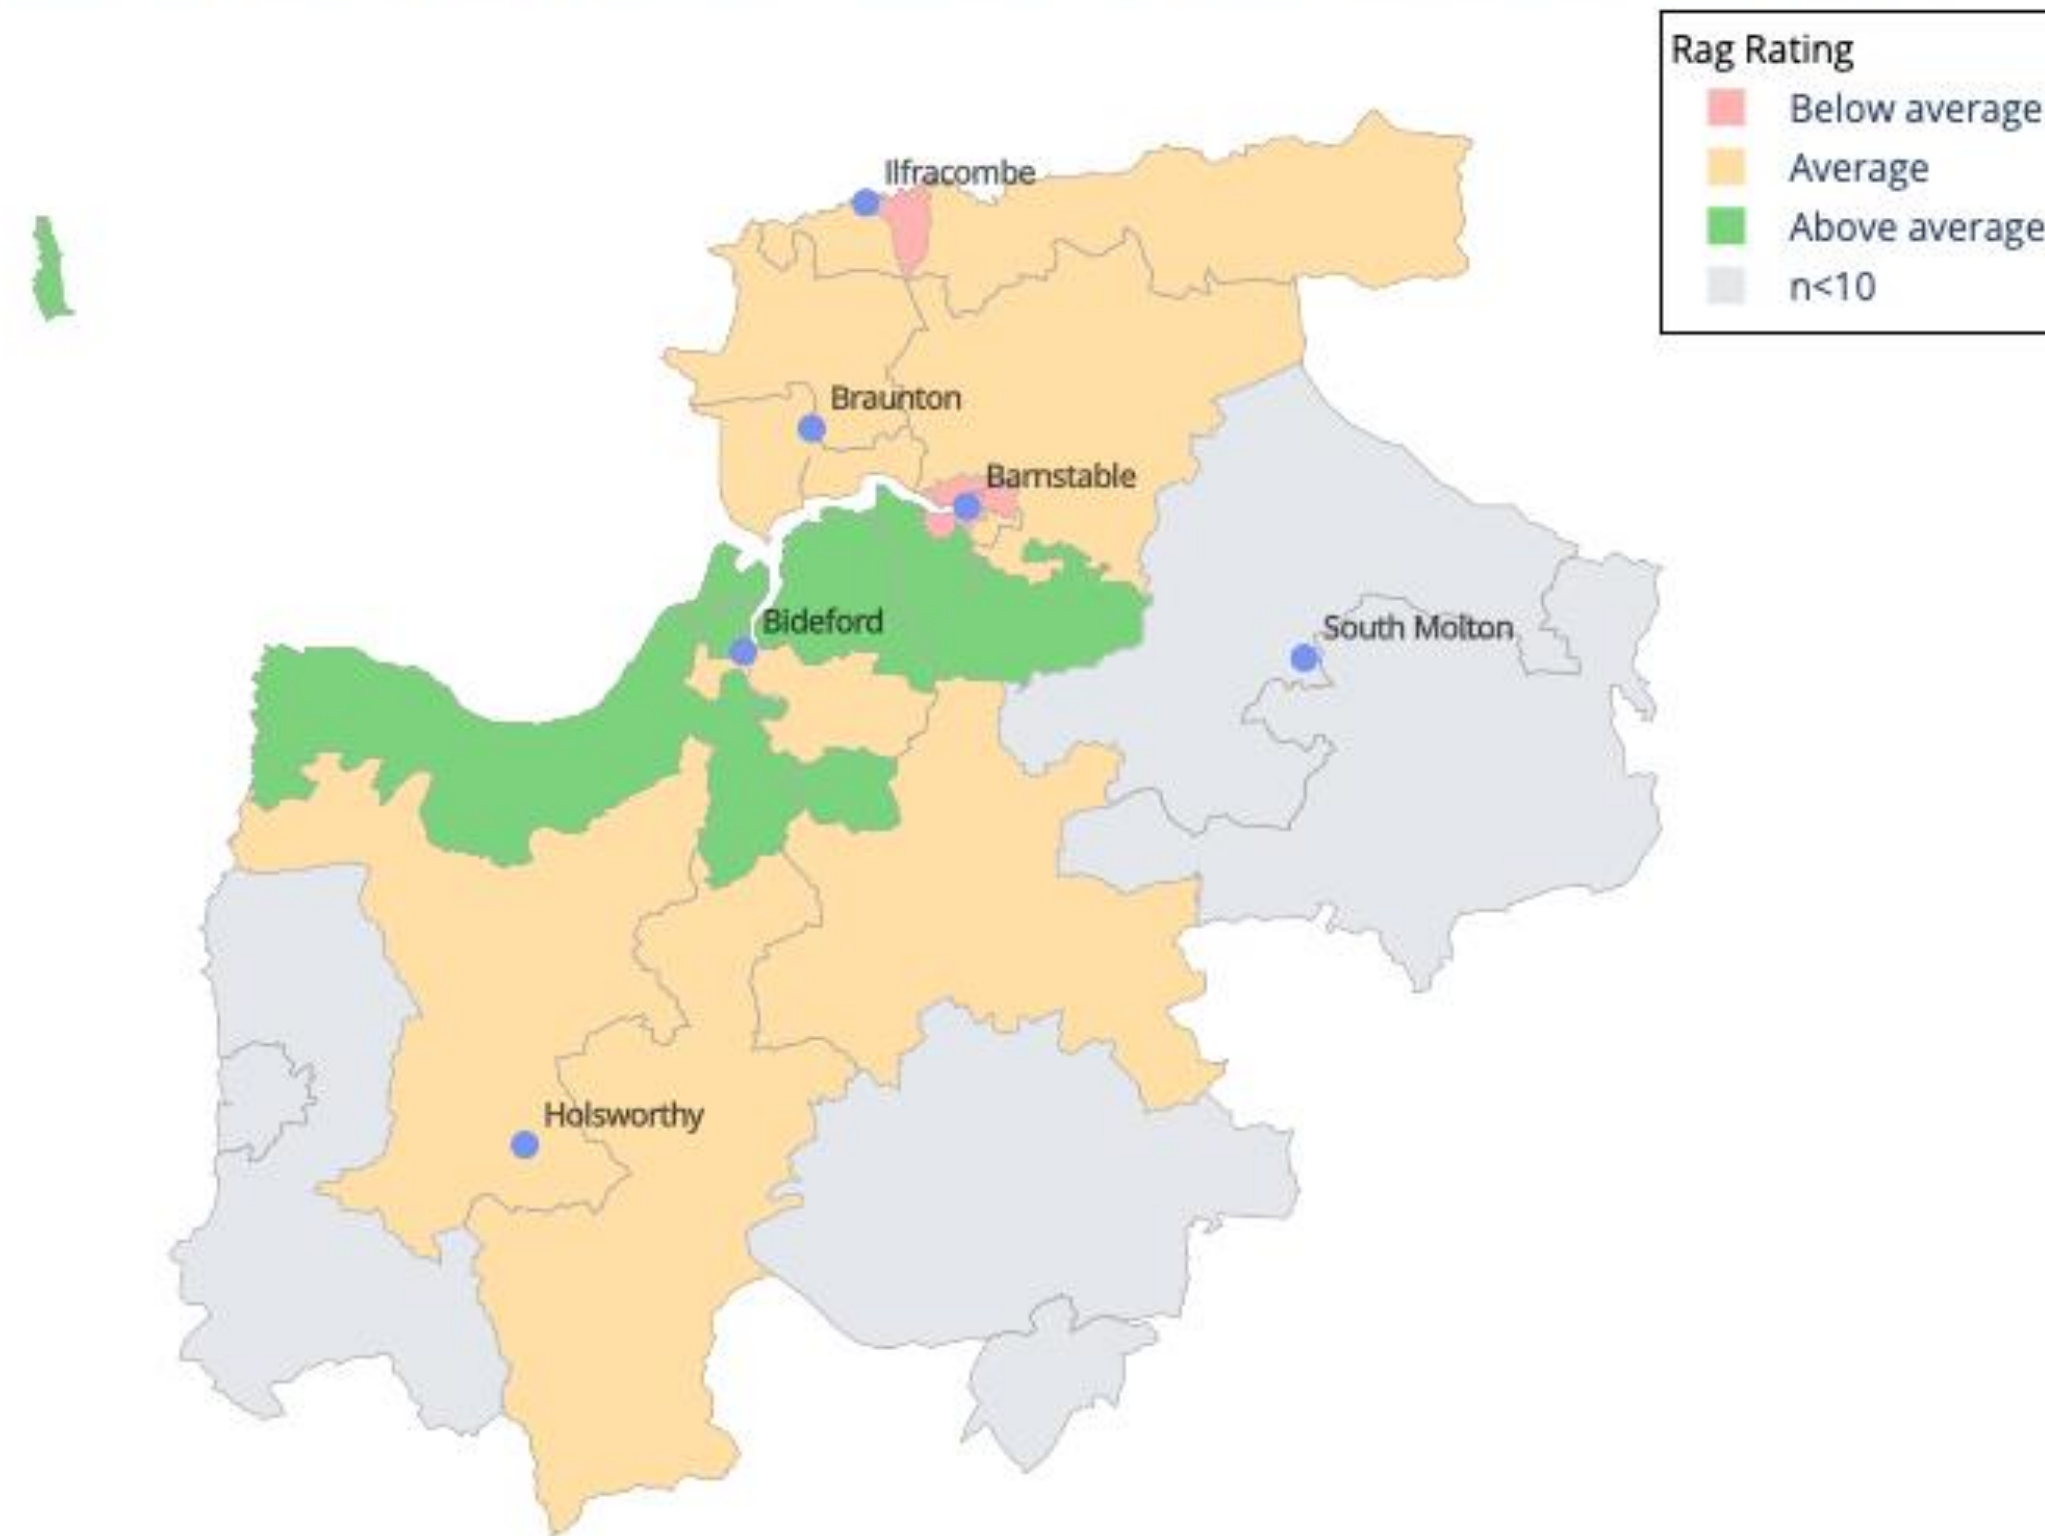 Rag Rating
Below average
Average
Above average
n<10
Ilfracombe
Braunton
Barnstable
Bideford
South Molton
Holsworthy